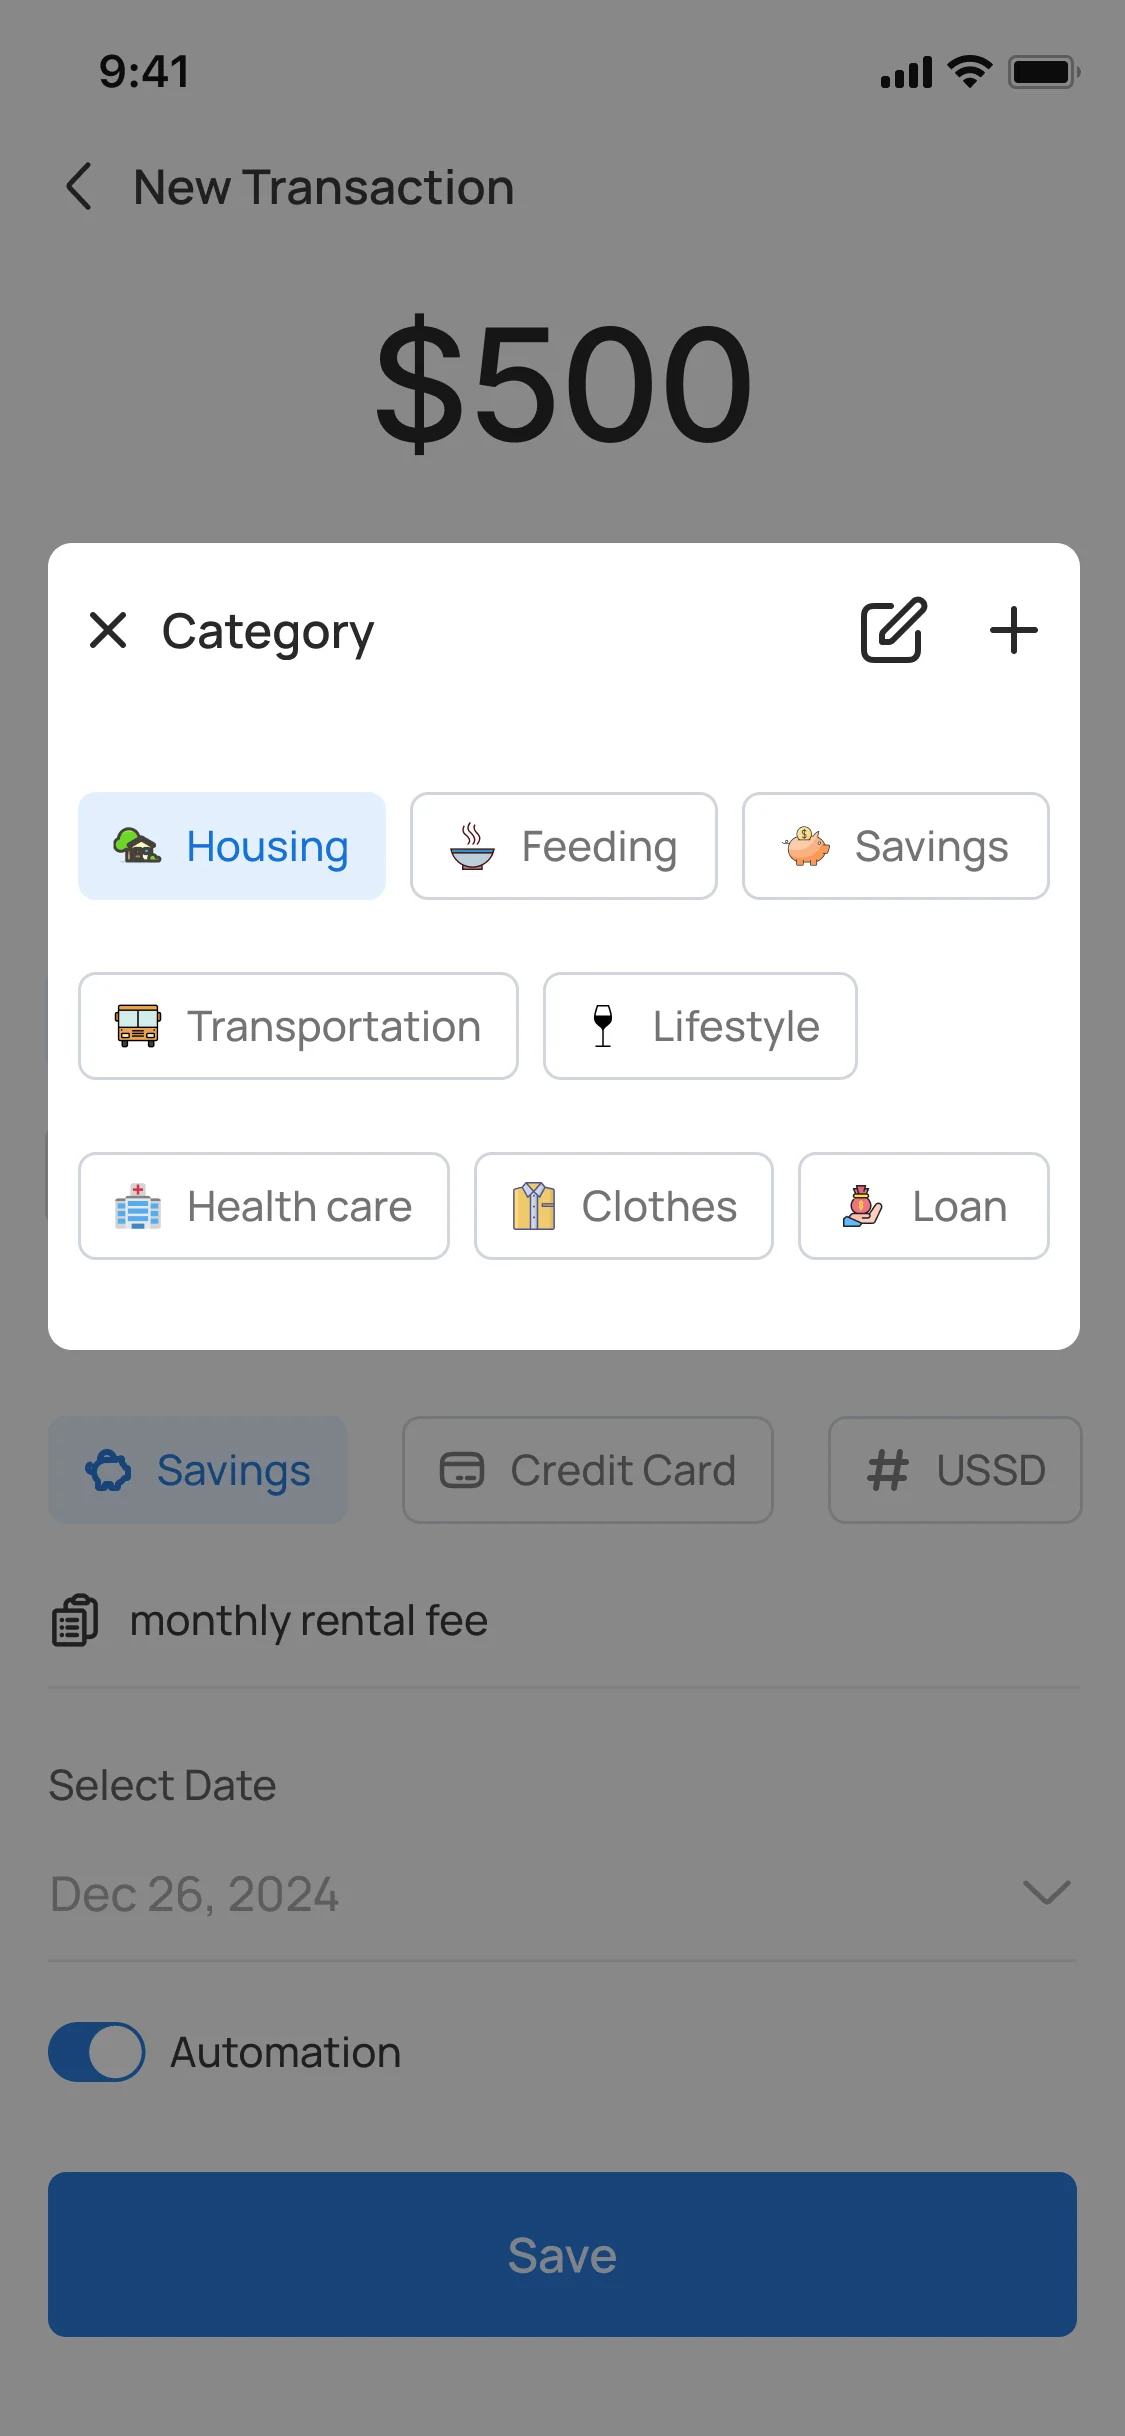 9:41
New Transaction
$500
Category
Housing Feeding Savings
Transportation Lifestyle
Health care Clothes Loan
Savings Credit Card USSD
monthly rental fee
Select Date
Dec 26, 2024
Automation
Save